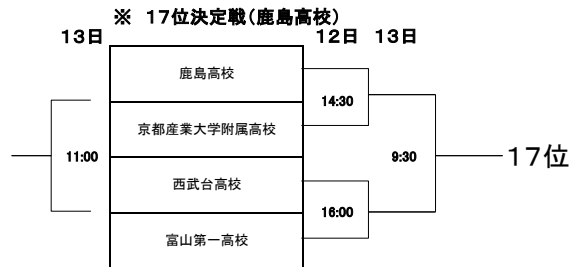 ※ 17位決定戦(鹿島高校)
13日
12日 13日
鹿島高校
14:30
京都産業大学附属高校
11:00
9:30
17位
西武台高校
16:00
富山第一高校